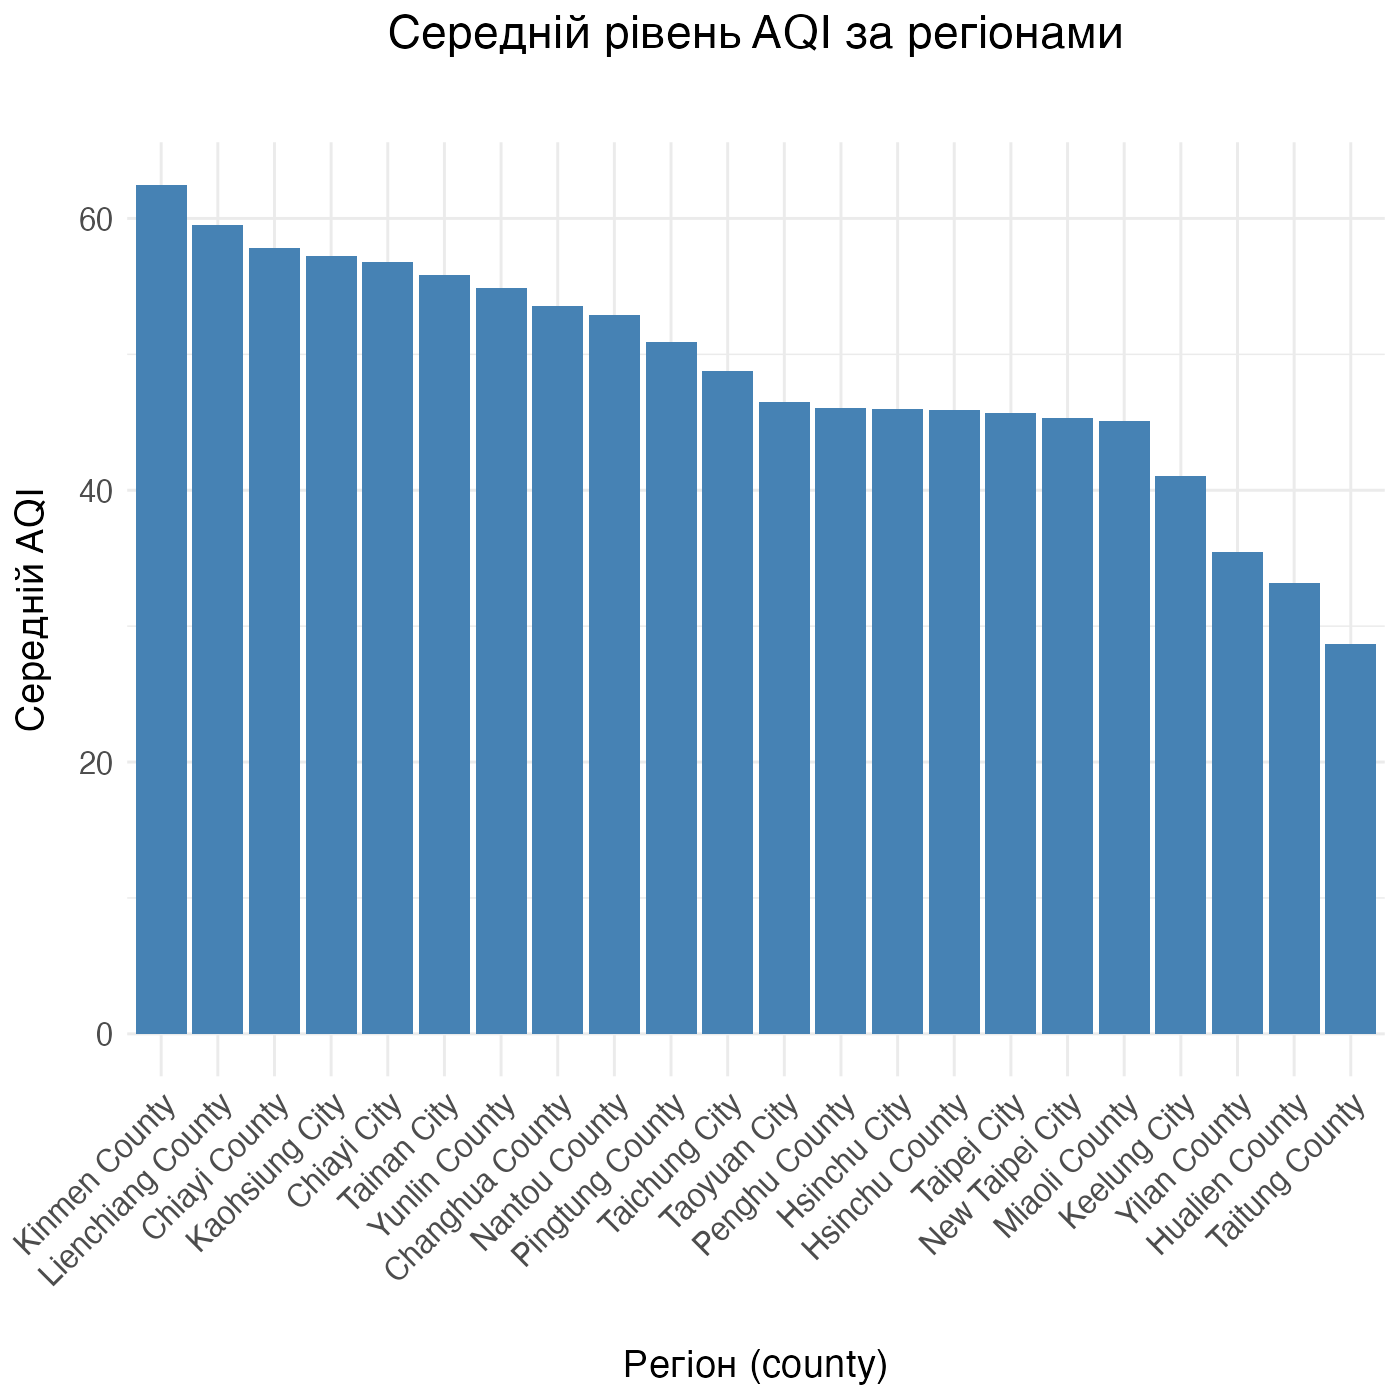 Середній рівень AQI за регіонами
Середній AQI
60
40
20
0
Kinmen County
Lienchiang County
Chiayi County
Kaohsiung City
Chiayi City
Tainan City
Yunlin County
Changhua County
Nantou County
Pingtung County
Taichung City
Taoyuan City
Penghu County
Hsinchu City
Hsinchu County
Taipei City
New Taipei City
Miaoli County
Keelung City
Yilan County
Hualien County
Taitung County
Регіон (county)